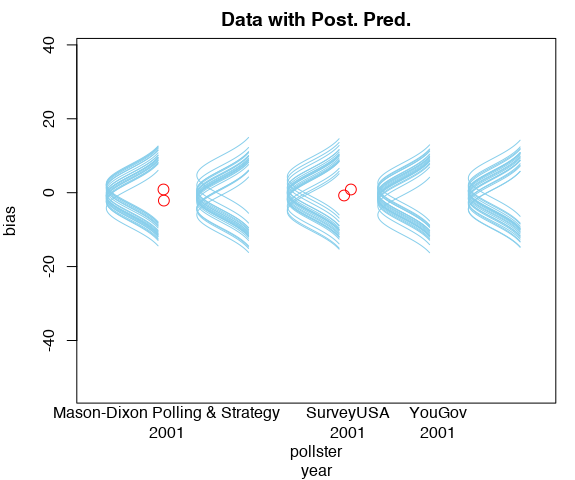 Data with Post. Pred.
40
20
0
-20
-40
bias
Mason-Dixon Polling & Strategy SurveyUSA YouGov
2001 2001 2001
pollster
year